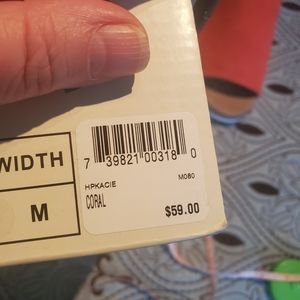 WIDTH
M
7 39821 00318 0
HPKACIE M080
CORAL
$59.00